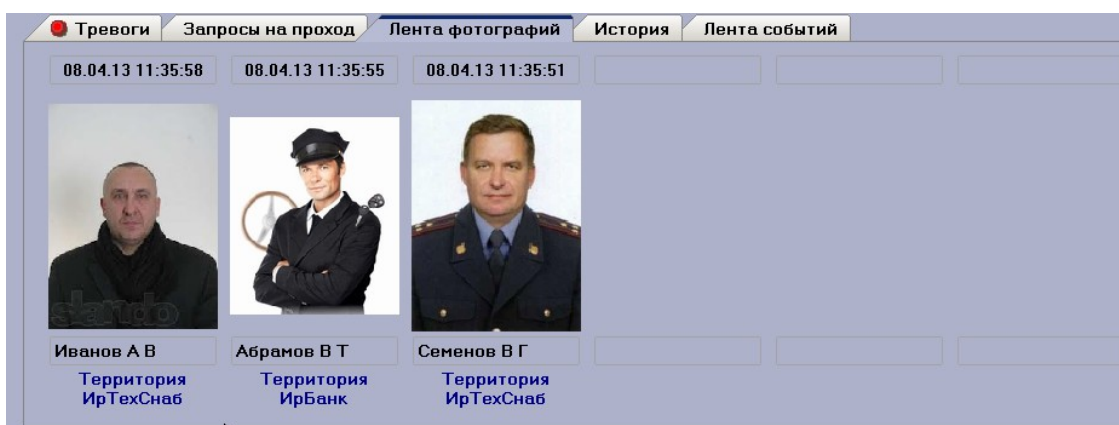 Тревоги Запросы на проход Лента фотографий История Лента событий
08.04.13 11:35:58 08.04.13 11:35:55 08.04.13 11:35:51
slando
Иванов А В Абрамов В Т Семенов В Г
Территория Территория Территория
ИрТехСнаб ИрБанк ИрТехСнаб